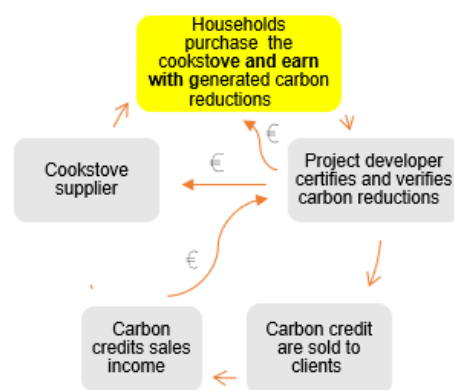 Households
purchase the
cookstove and earn
with generated carbon
reductions
€
€
Cookstove
supplier
Project developer
certifies and verifies
carbon reductions
€
Carbon
credits sales
income
Carbon credit
are sold to
clients